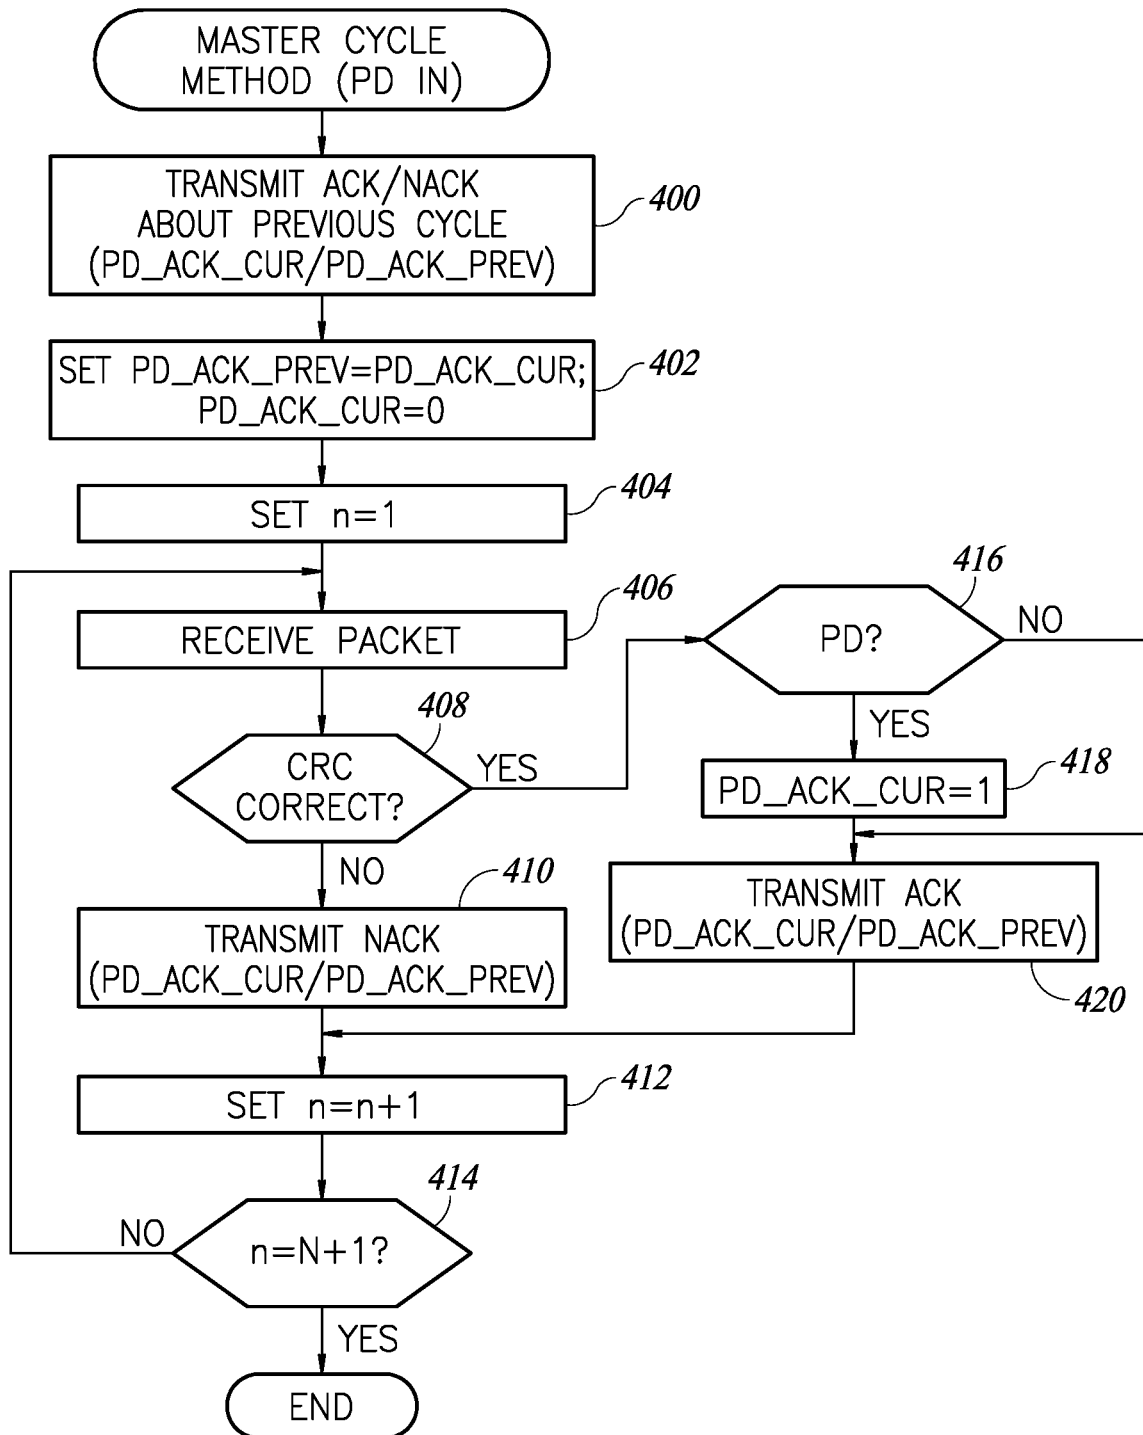 MASTER CYCLE
METHOD (PD IN)
TRANSMIT ACK/NACK
ABOUT PREVIOUS CYCLE
(PD_ACK_CUR/PD_ACK_PREV)
400
SET PD_ACK_PREV=PD_ACK_CUR;
PD_ACK_CUR=0
402
SET n=1
404
RECEIVE PACKET
406
CRC
CORRECT?
408
YES
NO
PD?
416
NO
YES
PD_ACK_CUR=1
418
TRANSMIT ACK
(PD_ACK_CUR/PD_ACK_PREV)
420
TRANSMIT NACK
(PD_ACK_CUR/PD_ACK_PREV)
410
SET n=n+1
412
n=N+1?
414
NO
YES
END